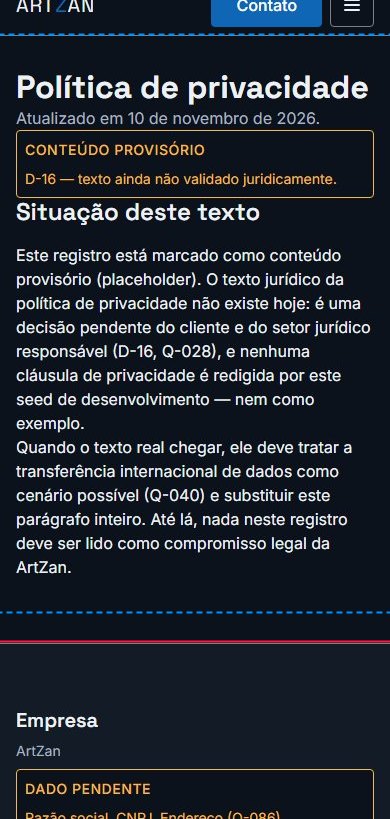 ARTZAN
Contato
Política de privacidade
Atualizado em 10 de novembro de 2026.
CONTEÚDO PROVISÓRIO
D-16 — texto ainda não validado juridicamente.
Situação deste texto
Este registro está marcado como conteúdo
provisório (placeholder). O texto jurídico da
política de privacidade não existe hoje: é uma
decisão pendente do cliente e do setor jurídico
responsável (D-16, Q-028), e nenhuma
cláusula de privacidade é redigida por este
seed de desenvolvimento — nem como
exemplo.
Quando o texto real chegar, ele deve tratar a
transferência internacional de dados como
cenário possível (Q-040) e substituir este
parágrafo inteiro. Até lá, nada neste registro
deve ser lido como compromisso legal da
ArtZan.
Empresa
ArtZan
DADO PENDENTE
Razão social, CNPJ, Endereço (Q-086)